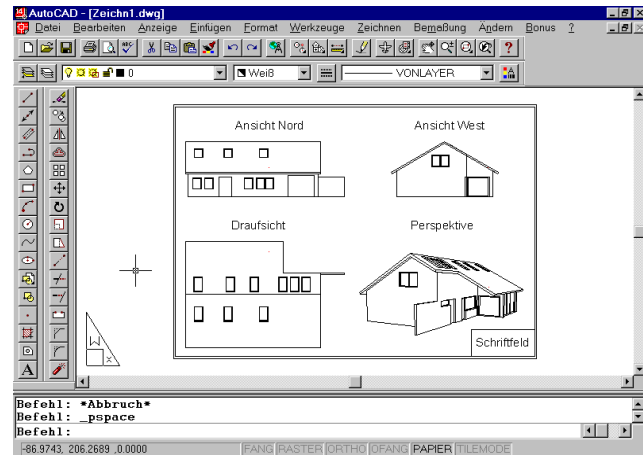 AutoCAD - [Zeichn1.dwg]
Datei Bearbeiten Anzeige Einfügen Format Werkzeuge Zeichnen Bemaßung Ändern Bonus ?
0 Weiß VONLAYER
Ansicht Nord Ansicht West
Draufsicht Perspektive
Schriftfeld
W
X
A
Befehl: *Abbruch*
Befehl: _pspace
Befehl:
-86.9743, 206.2689 ,0.0000 FANG RASTER ORTHO OFANG PAPIER TILEMODE